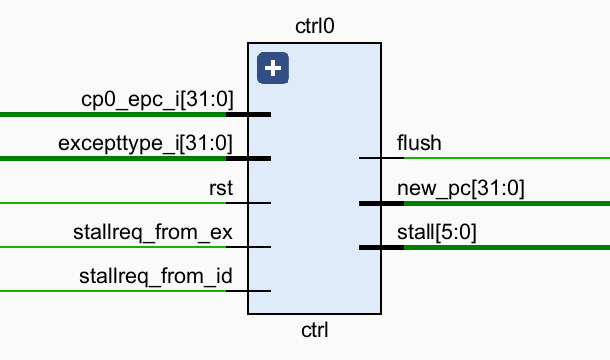 ctrl0
cp0_epc_i[31:0]
excepttype_i[31:0]
rst
stallreq_from_ex
stallreq_from_id
flush
new_pc[31:0]
stall[5:0]
ctrl